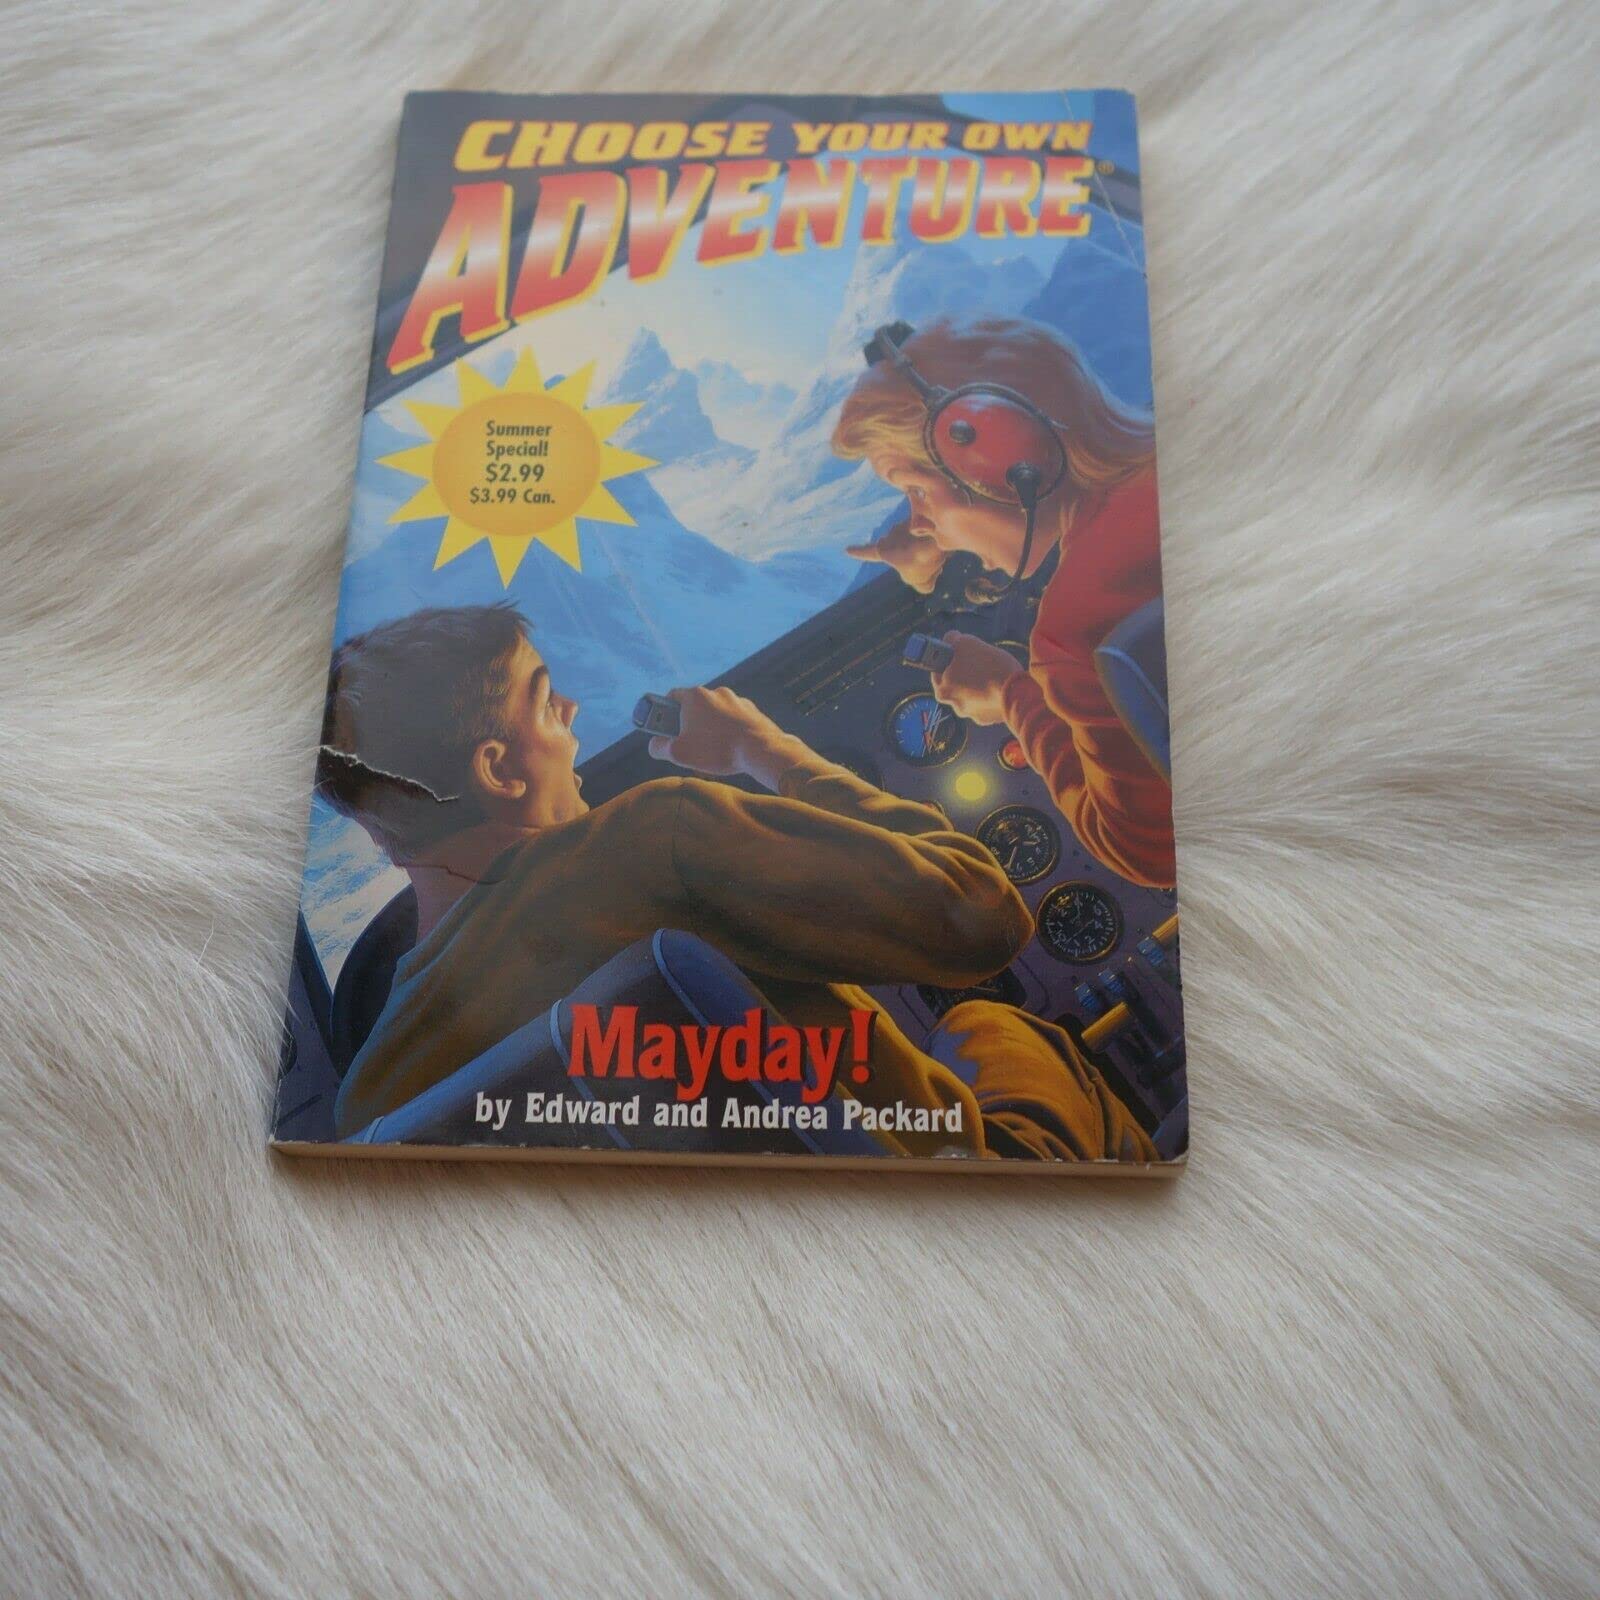 CHOOSE YOUR OWN
ADVENTURE®
Summer
Special!
$2.99
$3.99 Can.
Mayday!
by Edward and Andrea Packard